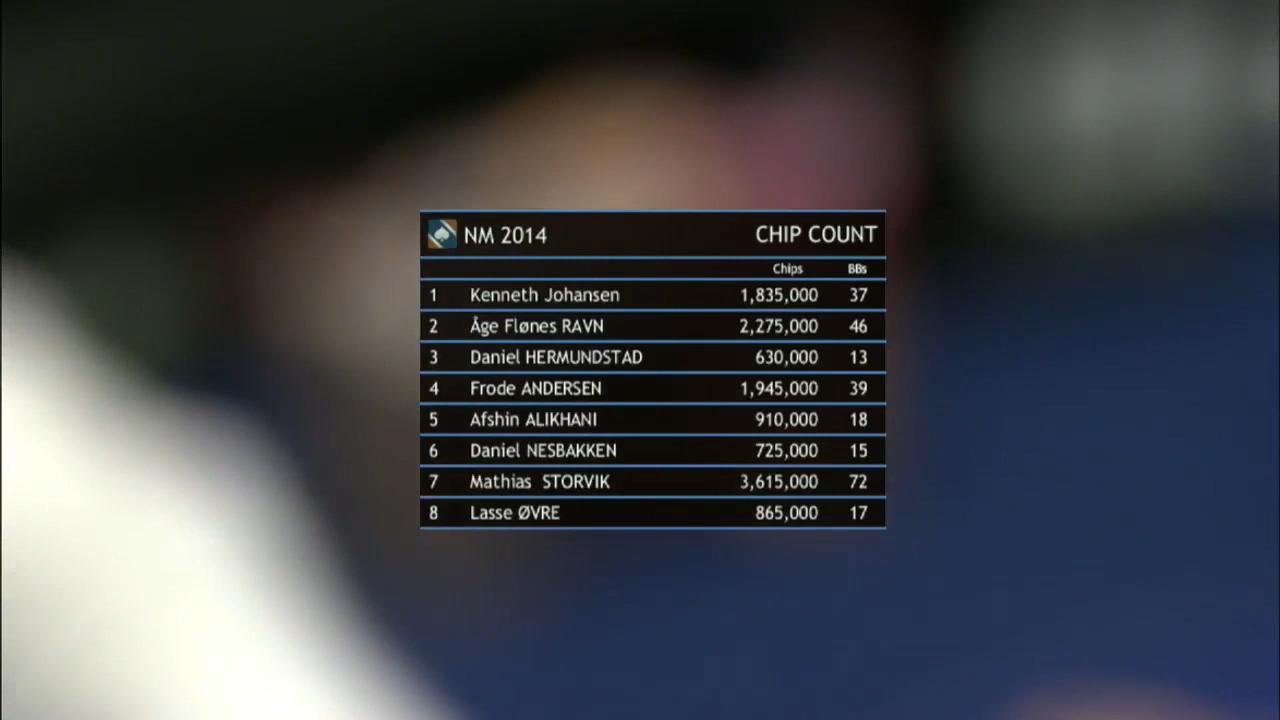 NM 2014 CHIP COUNT
Chips BBs
1 Kenneth Johansen 1,835,000 37
2 Åge Flønes RAVN 2,275,000 46
3 Daniel HERMUNDSTAD 630,000 13
4 Frode ANDERSEN 1,945,000 39
5 Afshin ALIKHANI 910,000 18
6 Daniel NESBAKKEN 725,000 15
7 Mathias STORVIK 3,615,000 72
8 Lasse ØVRE 865,000 17